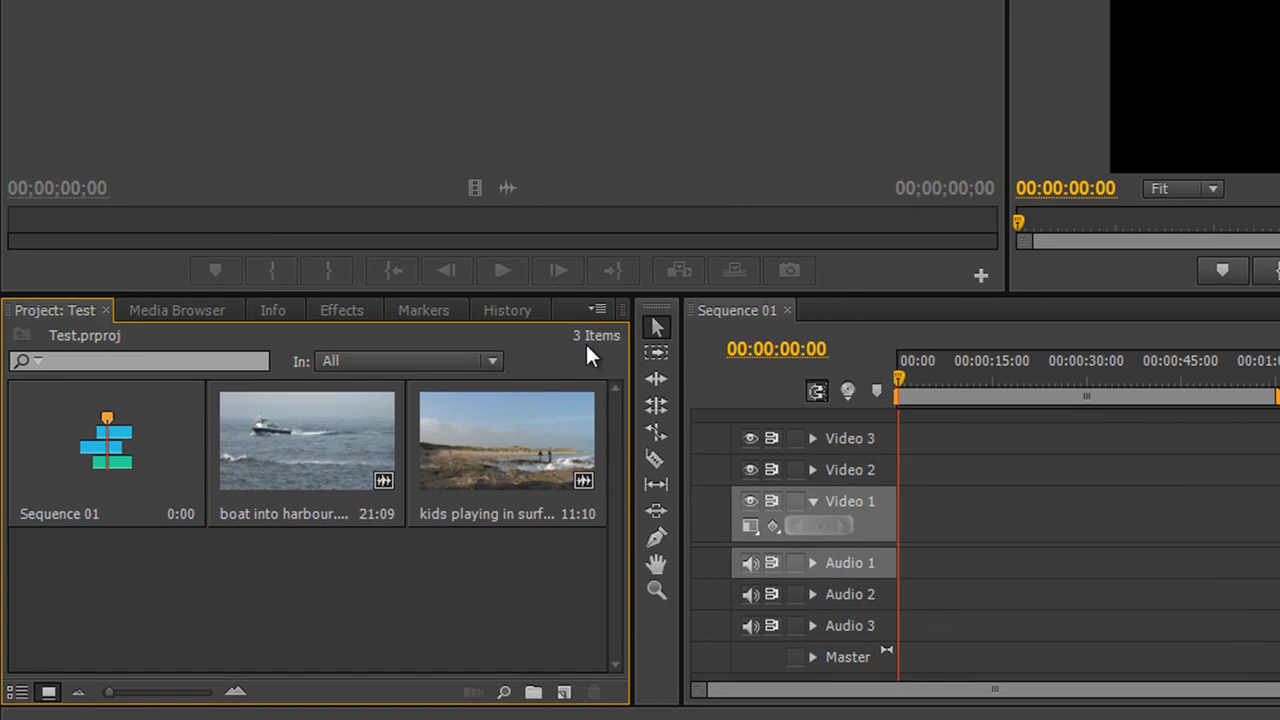 00;00;00;00
00;00;00;00
00:00:00:00
Fit
Project: Test
Media Browser
Info
Effects
Markers
History
Sequence 01
Test.prproj
3 Items
In:
All
00:00:00:00
00:00
00:00:15:00
00:00:30:00
00:00:45:00
Sequence 01
0:00
boat into harbour....
21:09
kids playing in surf...
11:10
Video 3
Video 2
Video 1
Audio 1
Audio 2
Audio 3
Master